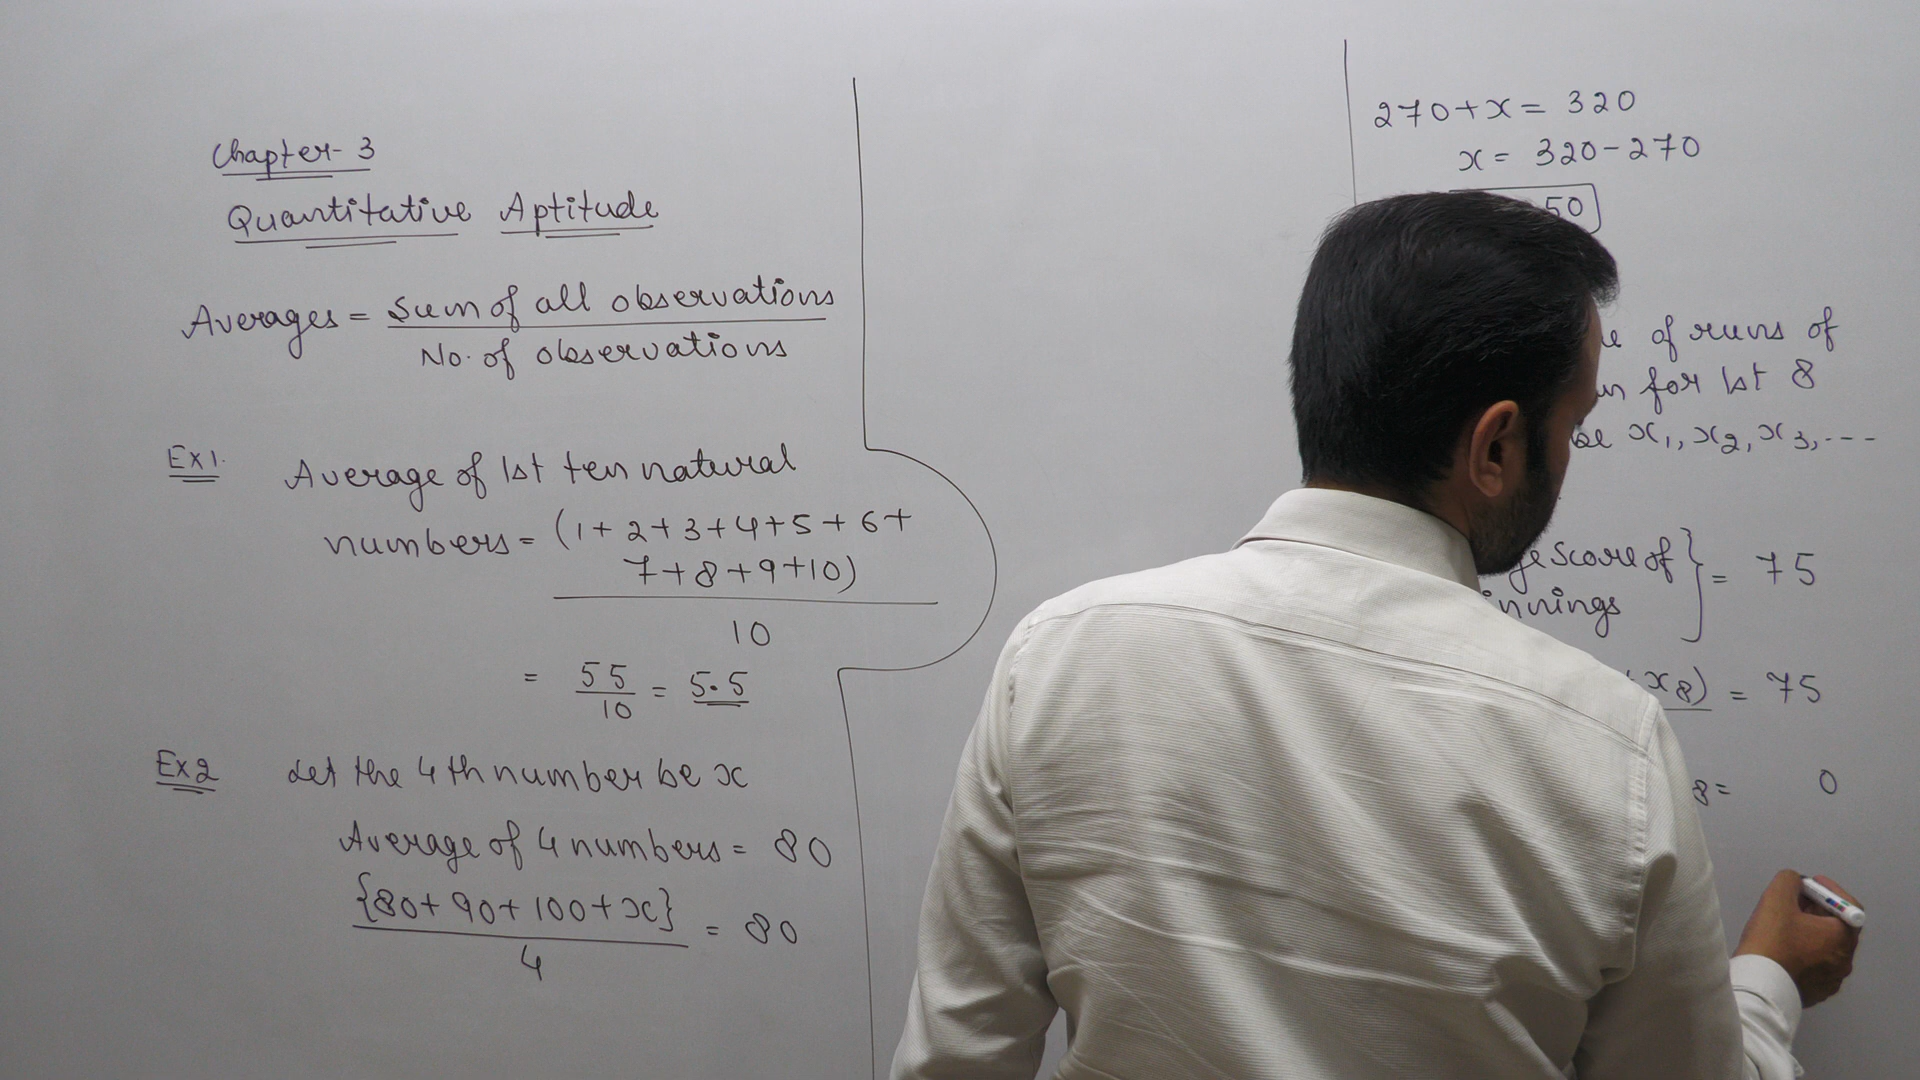 Chapter- 3
Quantitative Aptitude
Averages = Sum of all observations
No. of observations
Ex1. Average of 1st ten natural
numbers = (1+2+3+4+5+6+
7+8+9+10)
10
= 55/10 = 5.5
Ex2 Let the 4th number be x
Average of 4 numbers = 80
{80+90+100+x} = 80
4
270+x = 320
x = 320-270
50
of runs of
for 1st 8
be x1, x2, x3, ---
score of } = 75
innings
x8) = 75
8 = 0